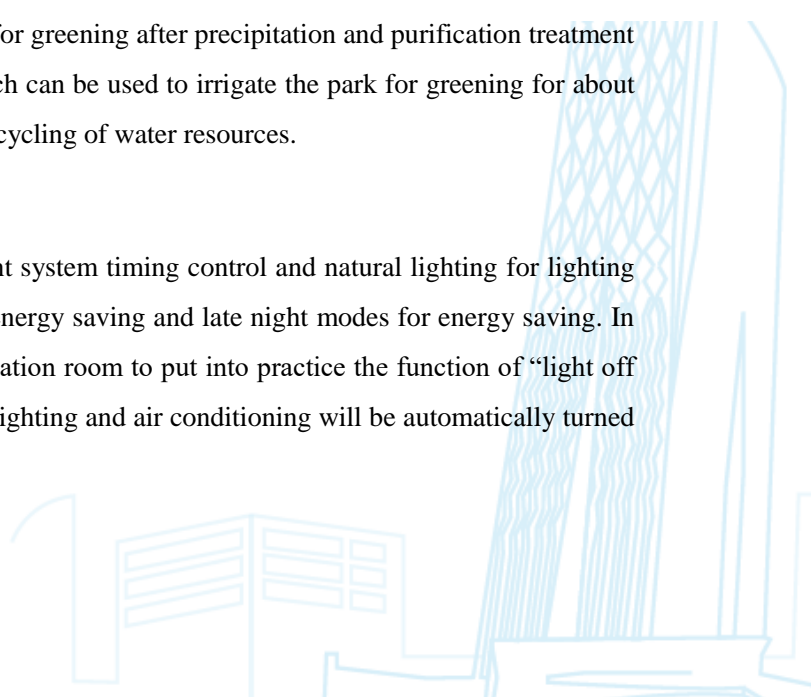 for greening after precipitation and purification treatment
ch can be used to irrigate the park for greening for about
cycling of water resources.
nt system timing control and natural lighting for lighting
energy saving and late night modes for energy saving. In
ation room to put into practice the function of “light off
ighting and air conditioning will be automatically turned